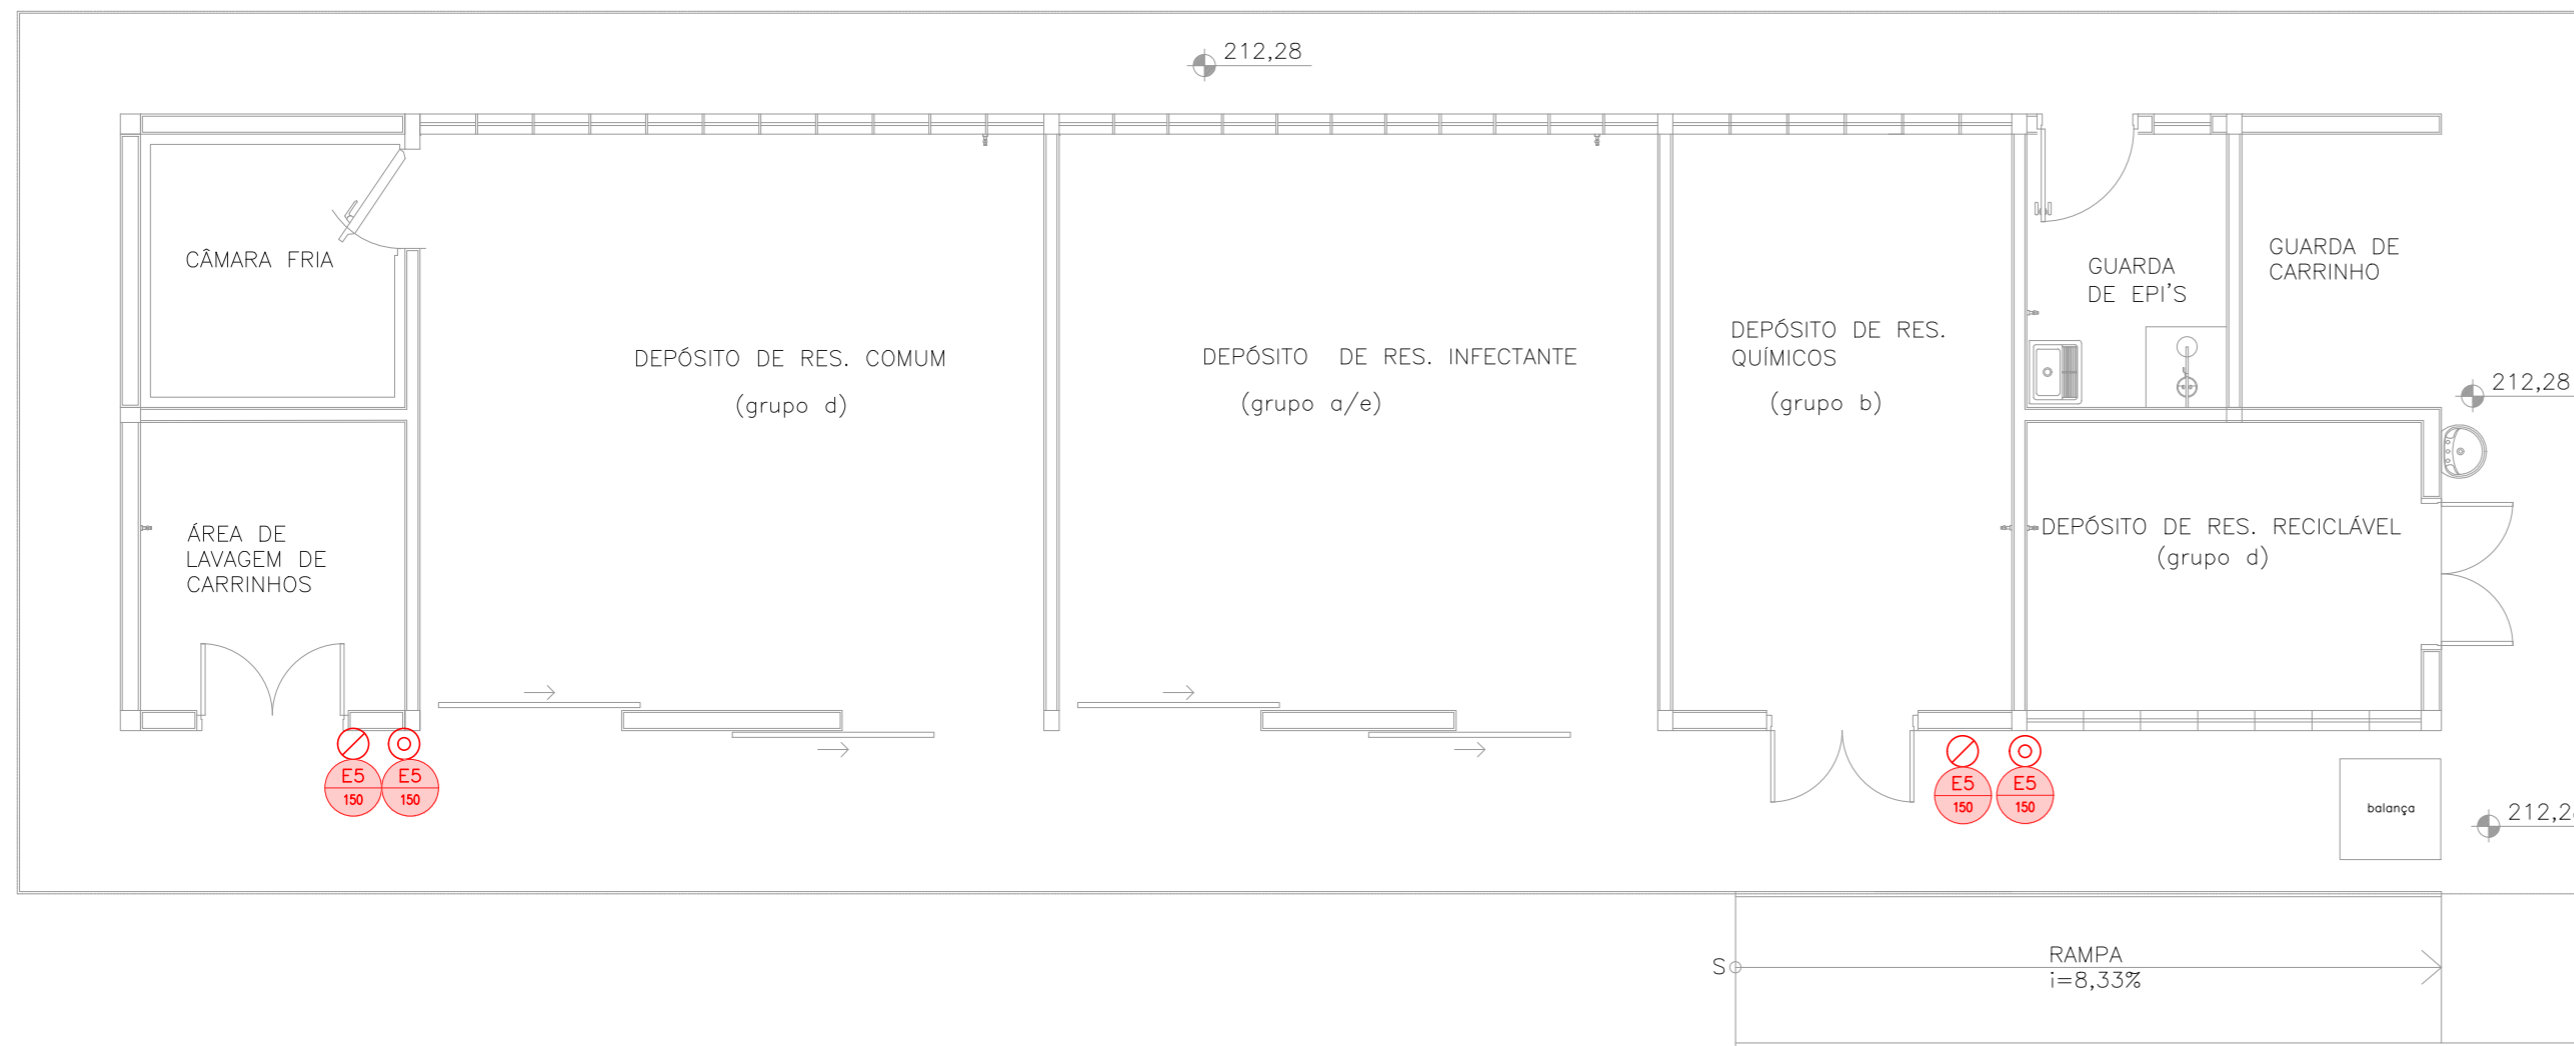 212,28
CÂMARA FRIA
GUARDA DE
CARRINHO
GUARDA
DE EPI'S
DEPÓSITO DE RES. COMUM
(grupo d)
DEPÓSITO DE RES. INFECTANTE
(grupo a/e)
DEPÓSITO DE RES.
QUÍMICOS
(grupo b)
212,28
ÁREA DE
LAVAGEM DE
CARRINHOS
DEPÓSITO DE RES. RECICLÁVEL
(grupo d)
E5
150
E5
150
E5
150
E5
150
balança
212,2
RAMPA
S
i=8,33%